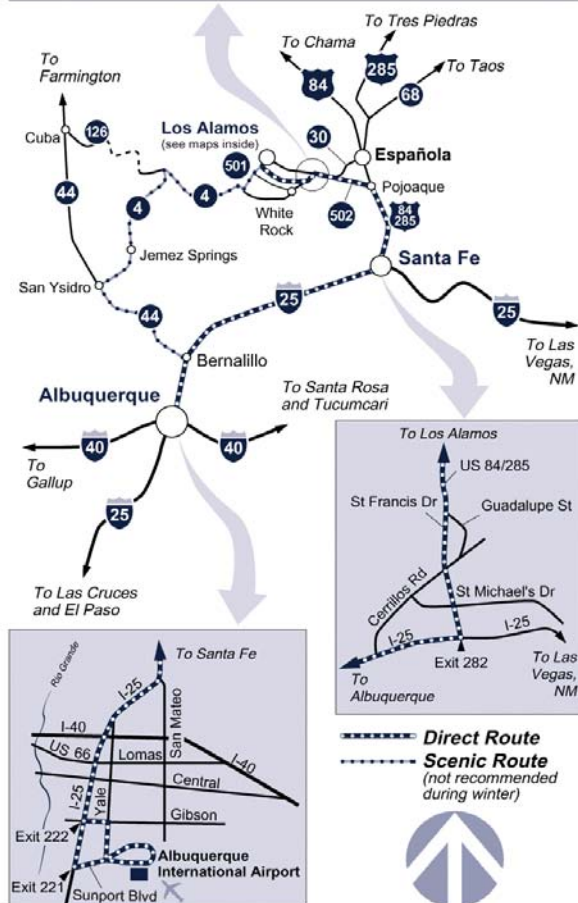 To Tres Piedras
To Chama
285
To Taos
84
68
To
Farmington
Cuba
126
Los Alamos
(see maps inside)
501
30
Española
44
4
4
White
Rock
502
Pojoaque
84
285
Jemez Springs
Santa Fe
San Ysidro
25
25
44
To Las
Vegas,
NM
Bernalillo
Albuquerque
To Santa Rosa
and Tucumcari
40
40
To
Gallup
25
To Las Cruces
and El Paso
To Los Alamos
US 84/285
St Francis Dr
Guadalupe St
Cerrillos Rd
St Michael's Dr
I-25
I-25
Exit 282
To
Albuquerque
To Las
Vegas,
NM
Rio Grande
To Santa Fe
I-25
San Mateo
I-40
US 66
Lomas
I-40
Central
I-25
Yale
Gibson
Exit 222
Albuquerque
International Airport
Exit 221
Sunport Blvd
Direct Route
Scenic Route
(not recommended
during winter)